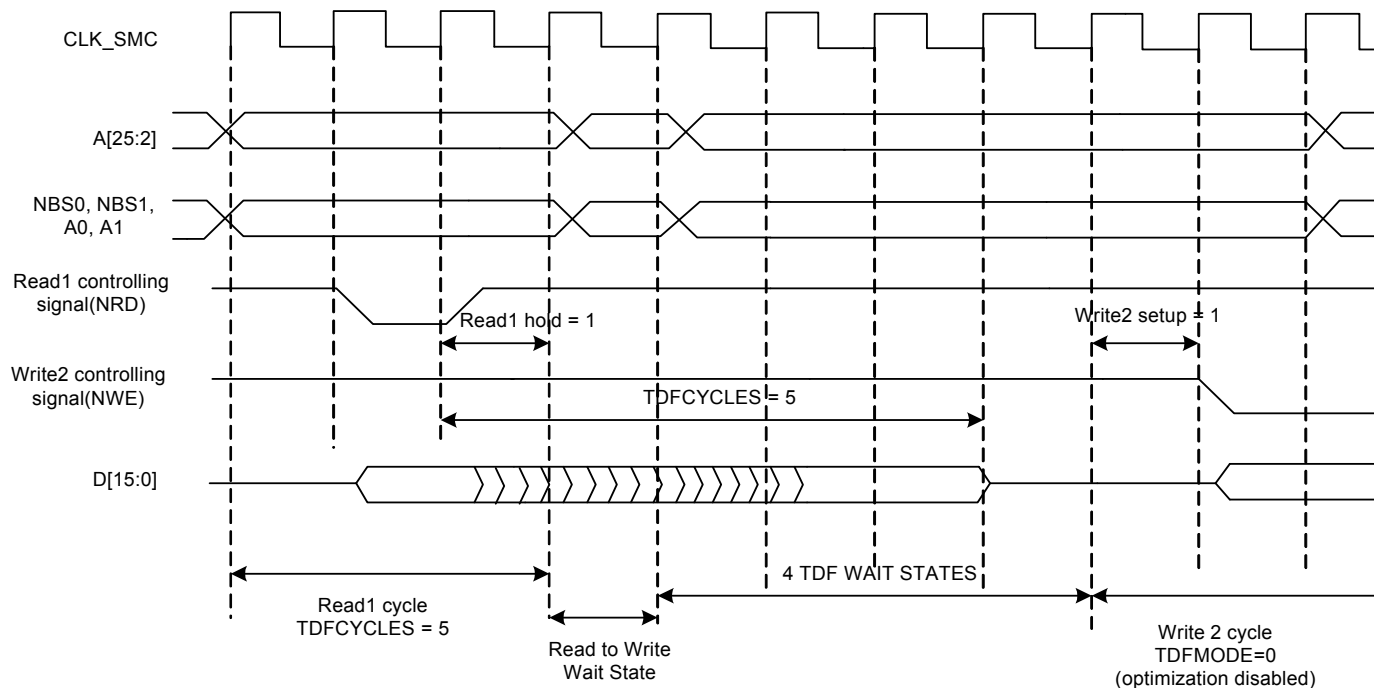 CLK_SMC
A[25:2]
NBS0, NBS1,
A0, A1
Read1 controlling
signal(NRD)
Read1 hold = 1
Write2 setup = 1
Write2 controlling
signal(NWE)
TDFCYCLES = 5
D[15:0]
4 TDF WAIT STATES
Read1 cycle
TDFCYCLES = 5
Read to Write
Wait State
Write 2 cycle
TDFMODE=0
(optimization disabled)